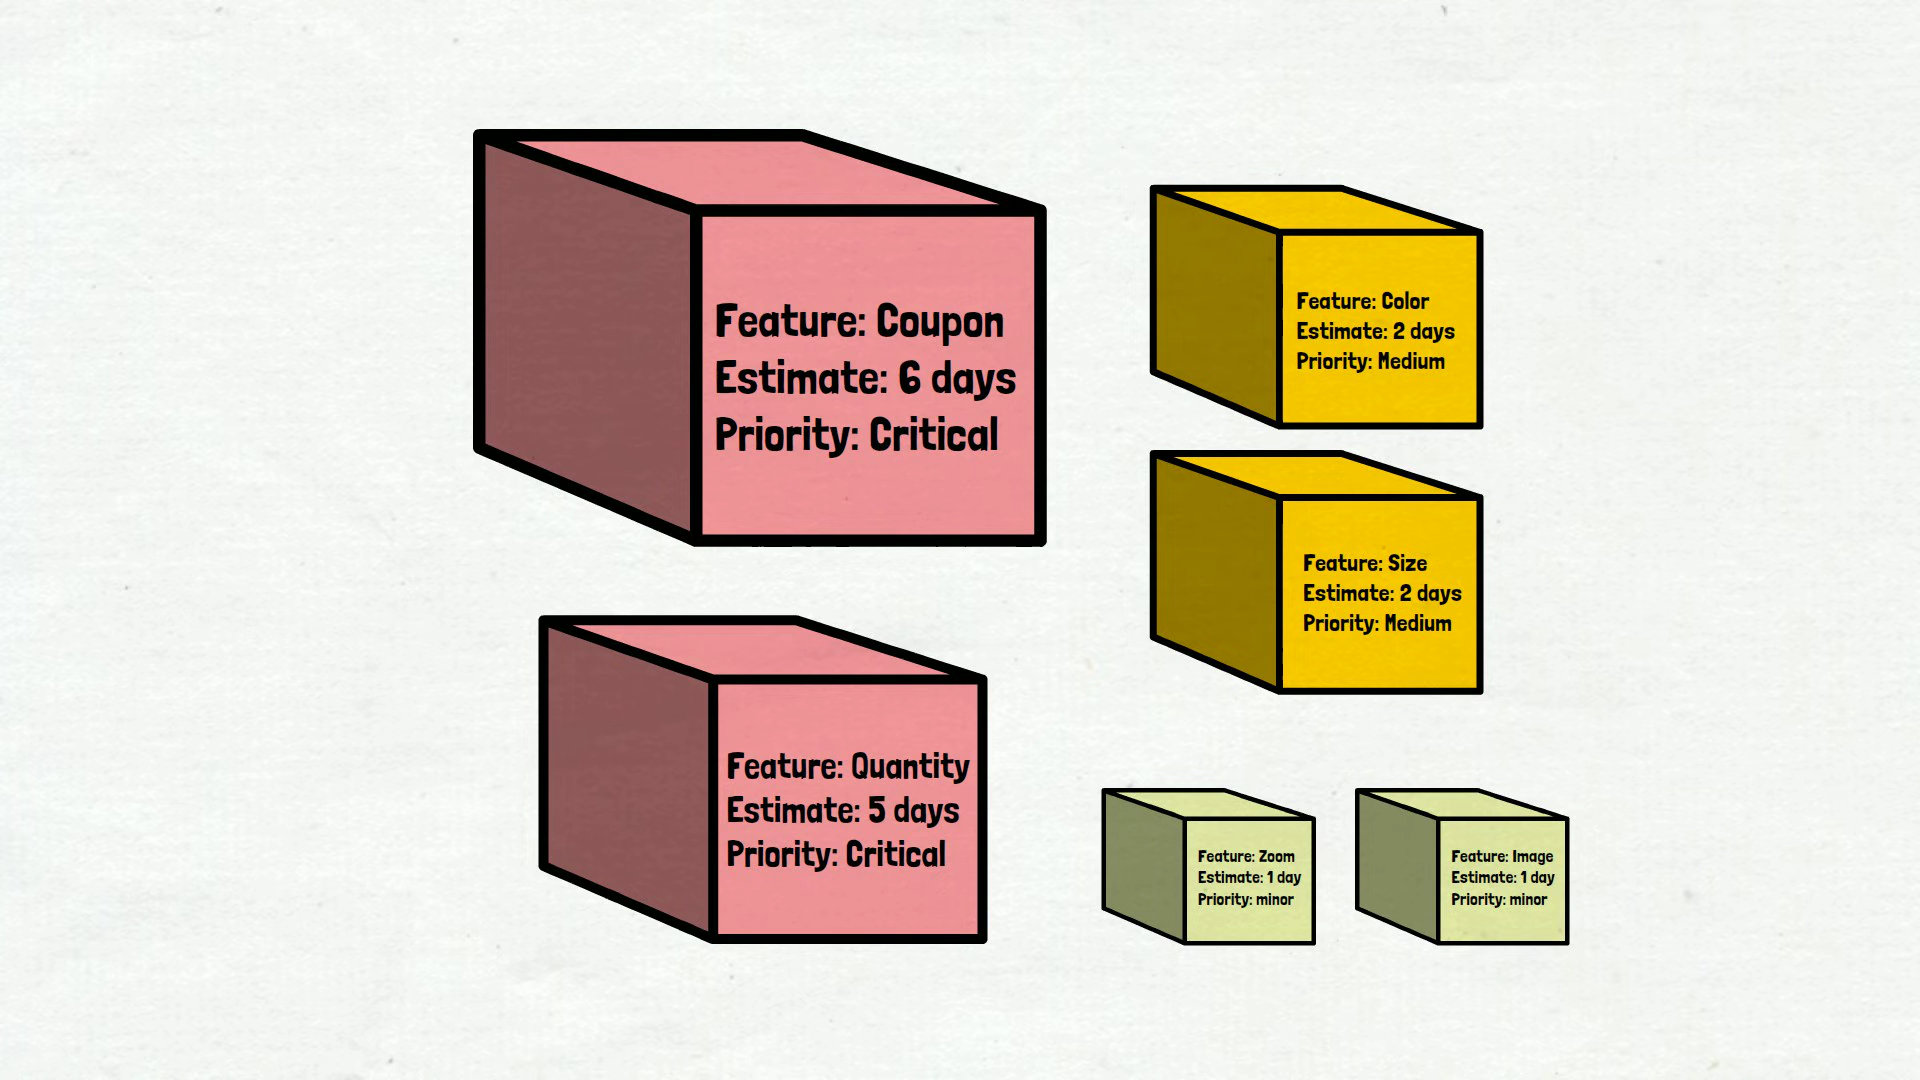 Feature: Coupon
Estimate: 6 days
Priority: Critical
Feature: Color
Estimate: 2 days
Priority: Medium
Feature: Size
Estimate: 2 days
Priority: Medium
Feature: Quantity
Estimate: 5 days
Priority: Critical
Feature: Zoom
Estimate: 1 day
Priority: minor
Feature: Image
Estimate: 1 day
Priority: minor